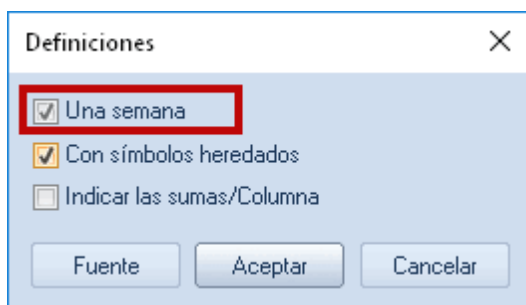 Definiciones
Una semana
Con símbolos heredados
Indicar las sumas/Columna
Fuente Aceptar Cancelar